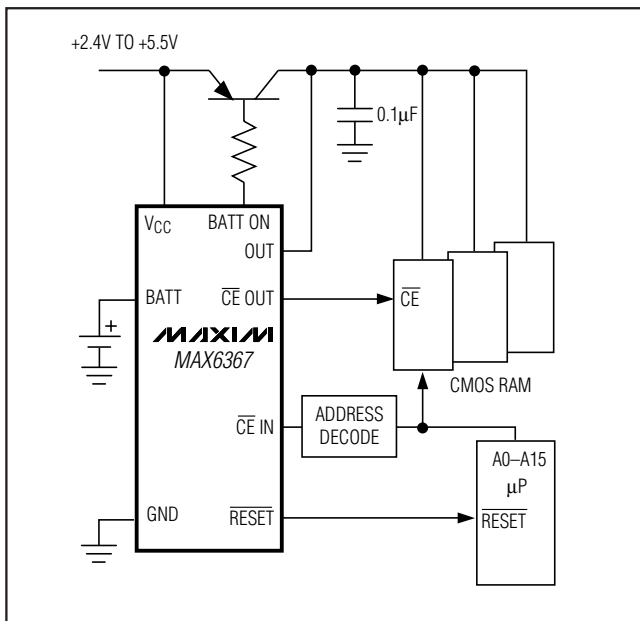 +2.4V TO +5.5V
0.1µF
VCC
BATT ON
OUT
BATT
CE OUT
CE
+
MAXIM
MAX6367
CMOS RAM
CE IN
ADDRESS
DECODE
A0–A15
µP
GND
RESET
RESET